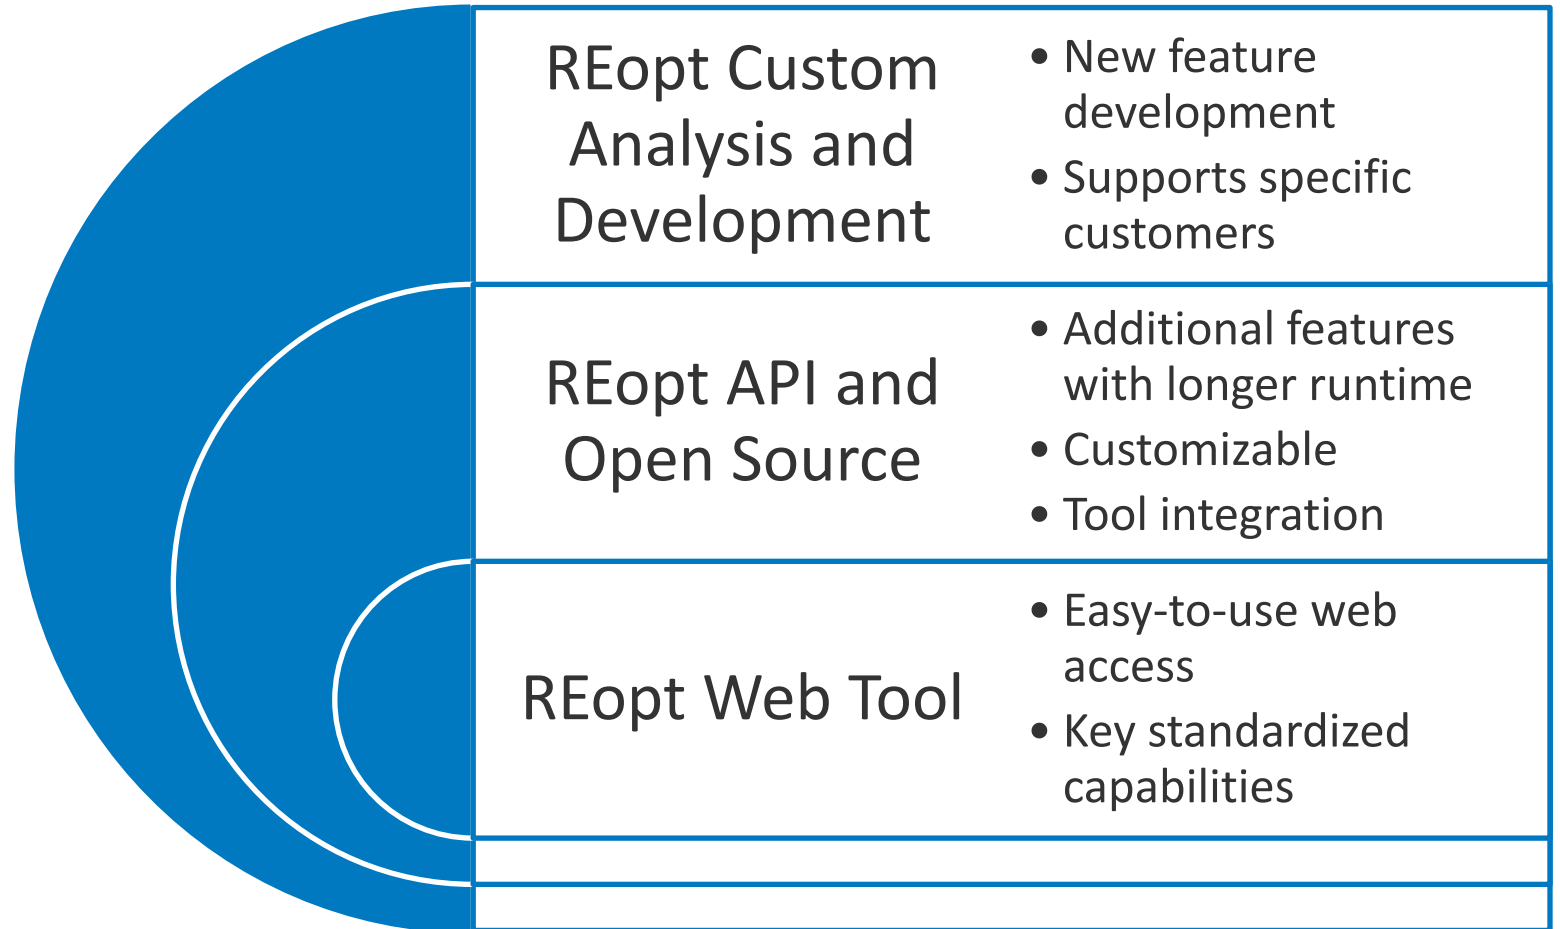 REopt Custom
Analysis and
Development
• New feature
development
• Supports specific
customers
REopt API and
Open Source
• Additional features
with longer runtime
• Customizable
• Tool integration
REopt Web Tool
• Easy-to-use web
access
• Key standardized
capabilities